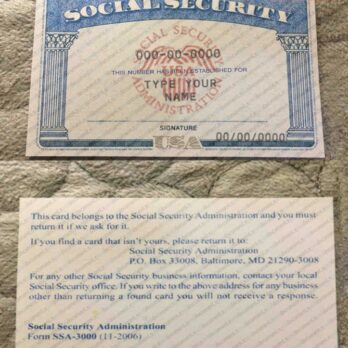 SOCIAL SECURITY
000-00-0000
THIS NUMBER HAS BEEN ESTABLISHED FOR
TYPE YOUR
NAME
SOCIAL SECURITY
ADMINISTRATION
SIGNATURE
USA
00/00/0000
This card belongs to the Social Security Administration and you must
return it if we ask for it.
If you find a card that isn't yours, please return it to:
Social Security Administration
P.O. Box 33008, Baltimore, MD 21290-3008
For any other Social Security business information, contact your local
Social Security office. If you write to the above address for any business
other than returning a found card you will not receive a response.
Social Security Administration
Form SSA-3000 (11-2006)